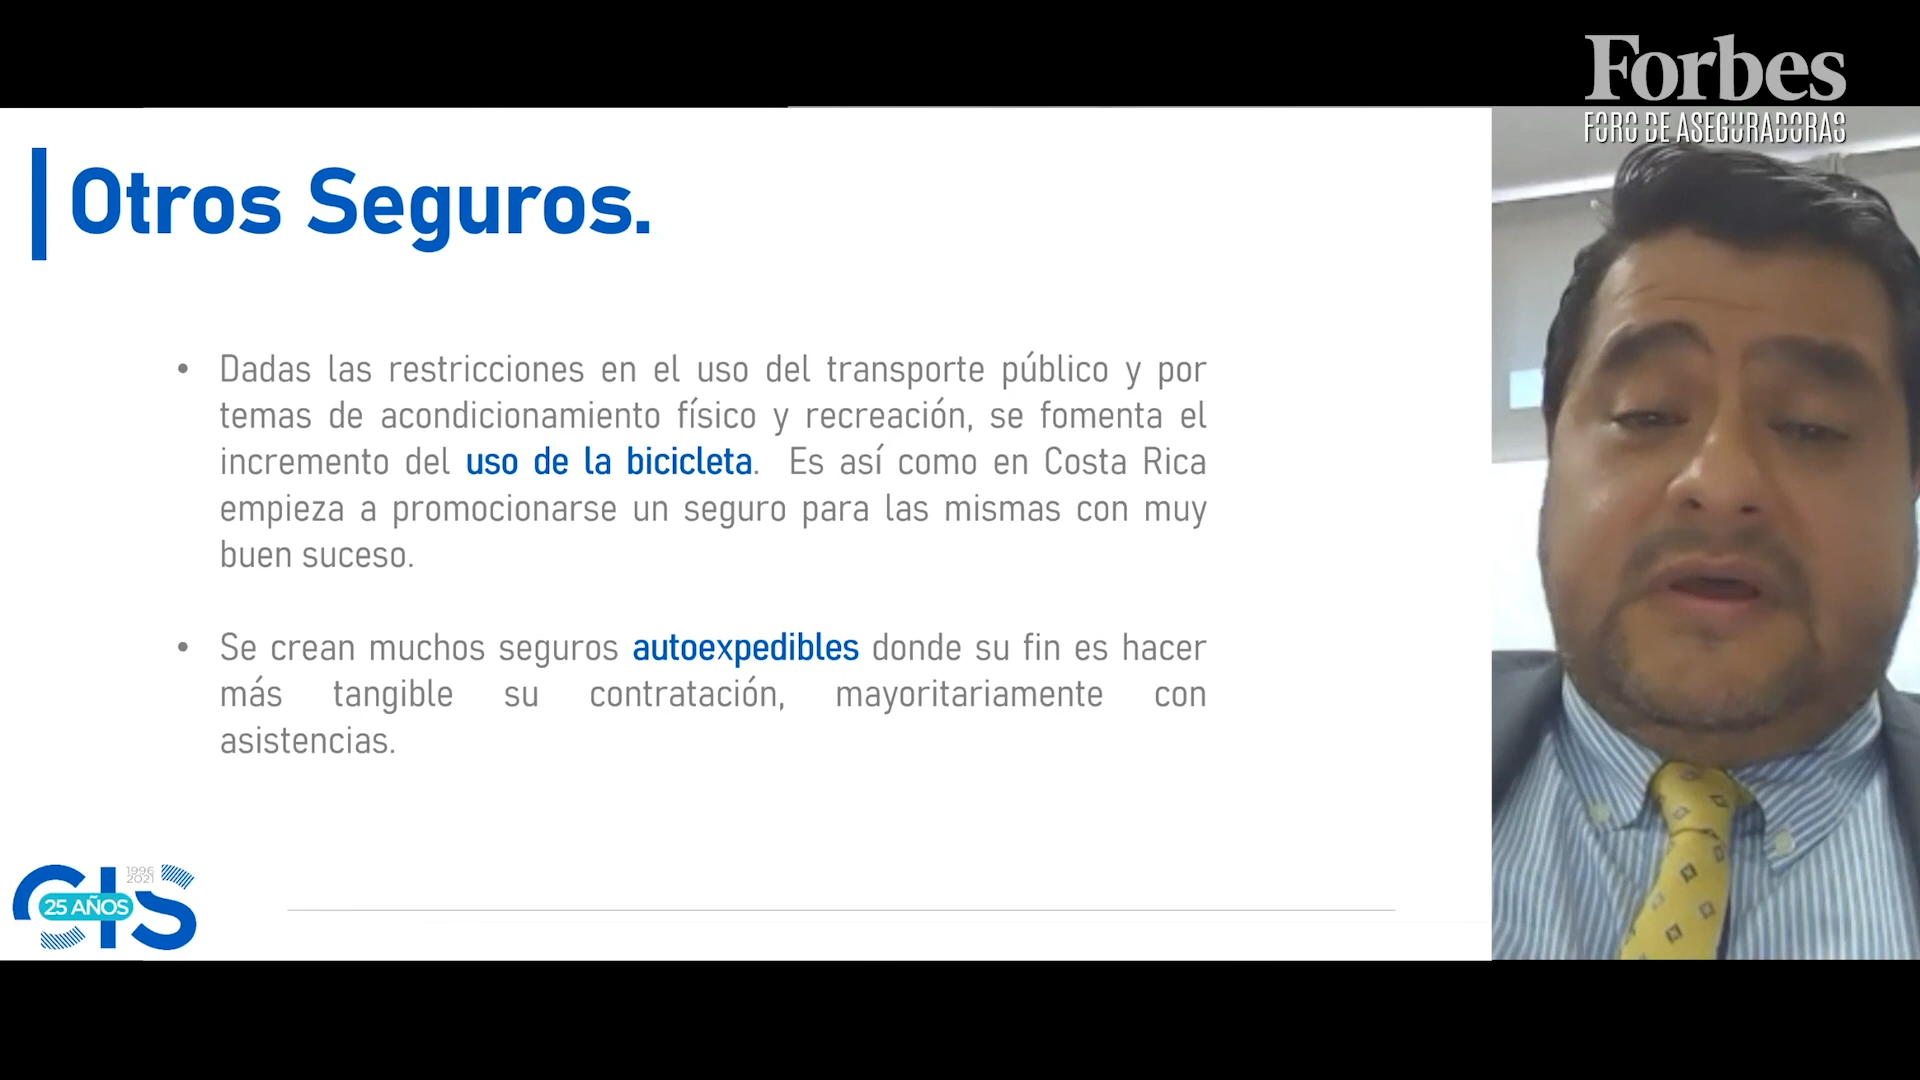 Forbes
FORO DE ASEGURADORAS
Otros Seguros.
• Dadas las restricciones en el uso del transporte público y por
temas de acondicionamiento físico y recreación, se fomenta el
incremento del uso de la bicicleta. Es así como en Costa Rica
empieza a promocionarse un seguro para las mismas con muy
buen suceso.
• Se crean muchos seguros autoexpedibles donde su fin es hacer
más tangible su contratación, mayoritariamente con
asistencias.
CIS
1996
2021
25 AÑOS